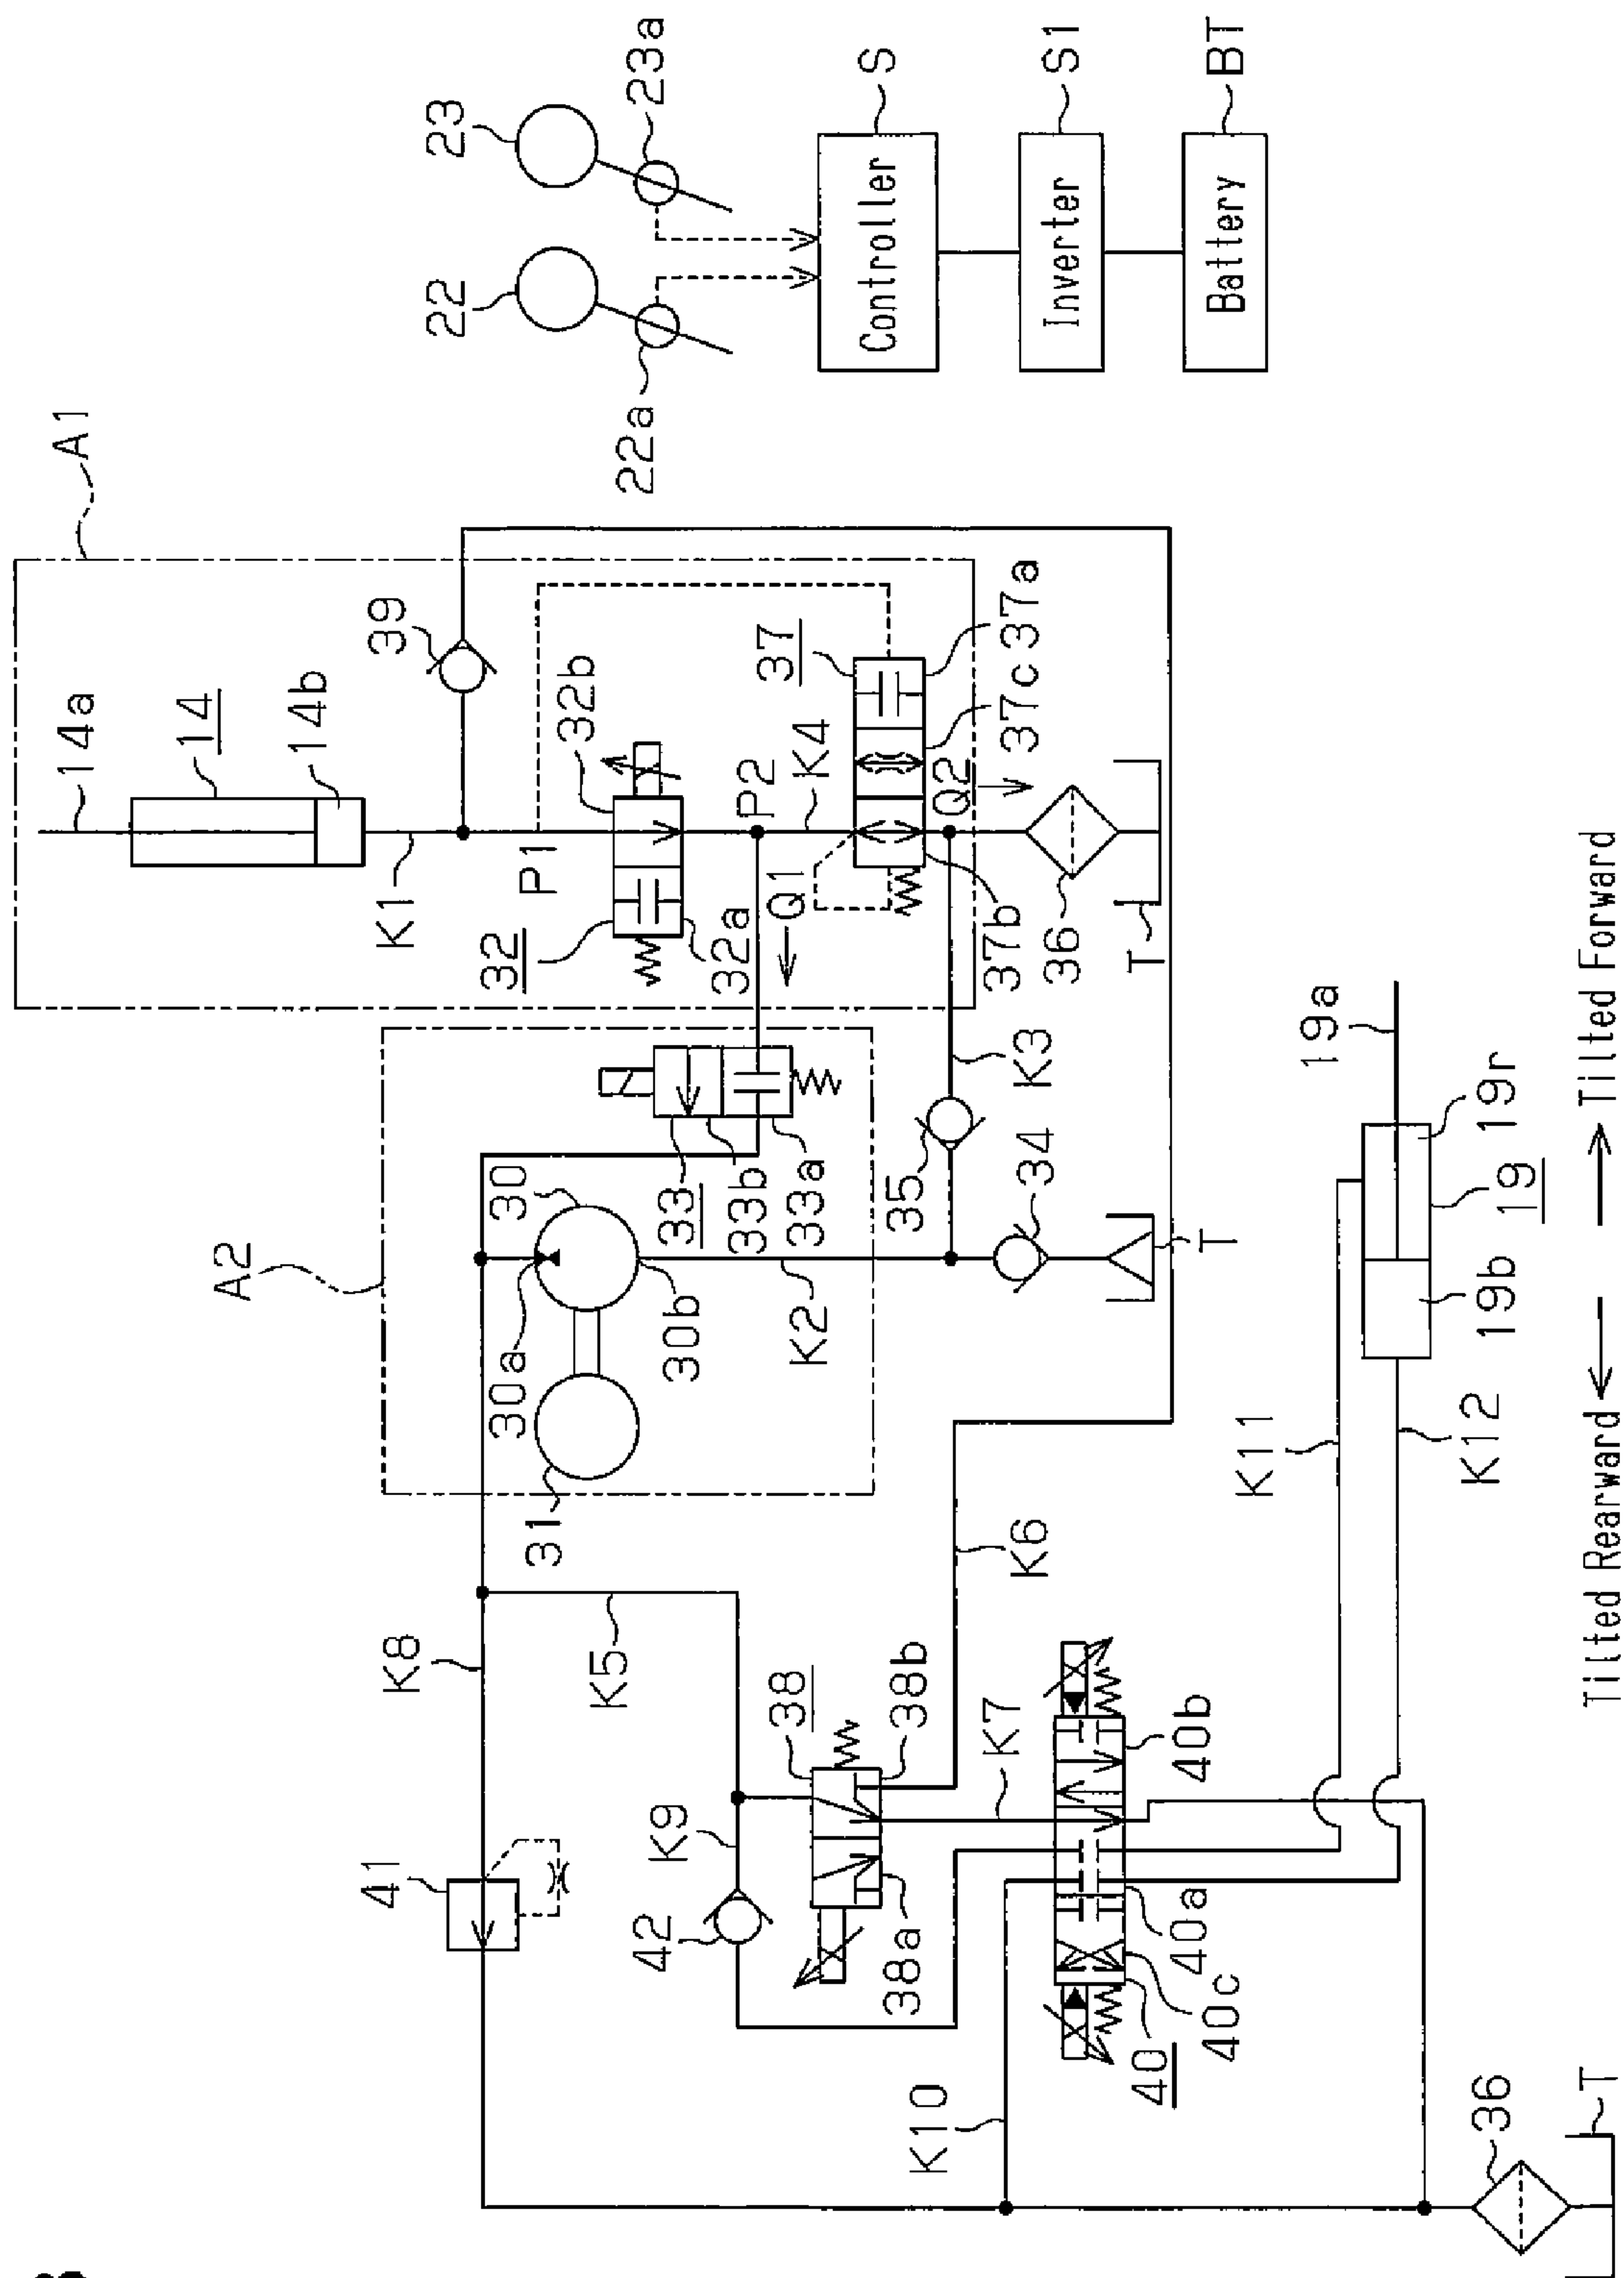 23
23a
22
22a
S
Controller
S1
Inverter
BT
Battery
A1
14a
14
14b
39
K1
P1
32b
32
32a
P2
K4
37
37a
37c
Q1
Q2
37b
36
T
A2
30
30a
30b
31
33
33b
33a
K2
K3
35
34
T
19a
19r
19
19b
K11
K12
Tilted Rearward
Tilted Forward
K8
K5
K6
41
K9
42
38
38b
38a
K7
40b
40a
40c
40
K10
36
T